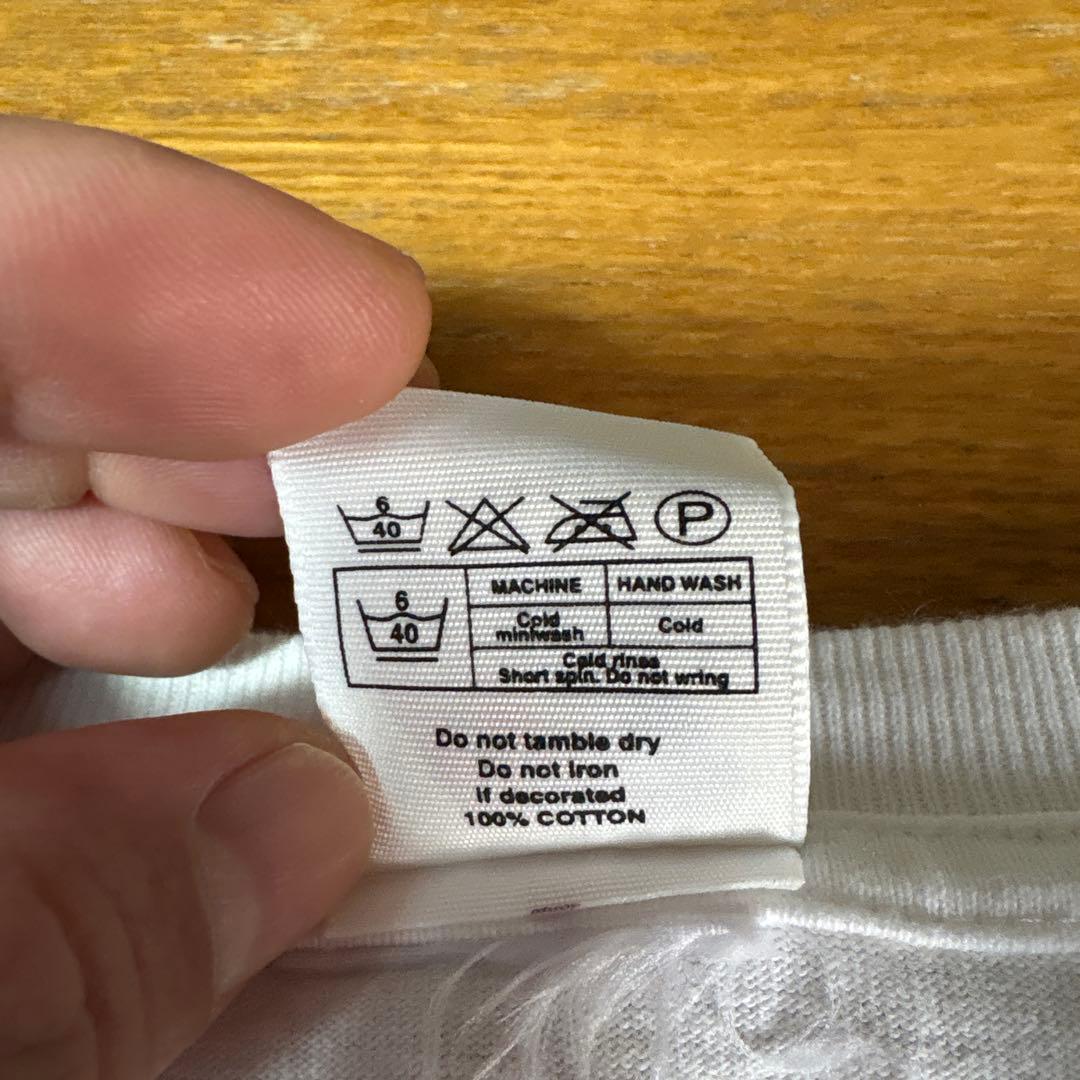 6
40
P
MACHINE HAND WASH
6
40
Cold
miniwash
Cold
Cold rinse
Short spin. Do not wring
Do not tamble dry
Do not iron
If decorated
100% COTTON